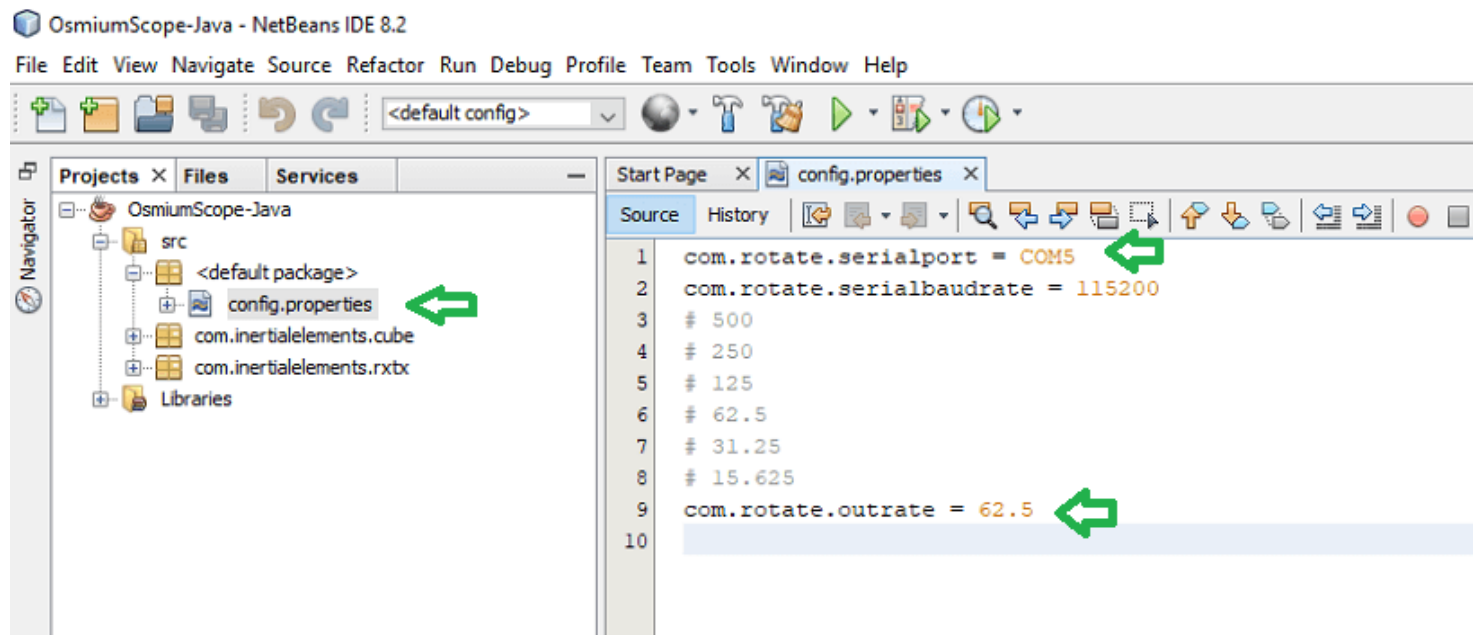 OsmiumScope-Java - NetBeans IDE 8.2
File Edit View Navigate Source Refactor Run Debug Profile Team Tools Window Help
<default config>
Projects Files Services
Navigator
OsmiumScope-Java
src
<default package>
config.properties
com.inertialelements.cube
com.inertialelements.rxtx
Libraries
Start Page config.properties
Source History
1 com.rotate.serialport = COM5
2 com.rotate.serialbaudrate = 115200
3 # 500
4 # 250
5 # 125
6 # 62.5
7 # 31.25
8 # 15.625
9 com.rotate.outrate = 62.5
10